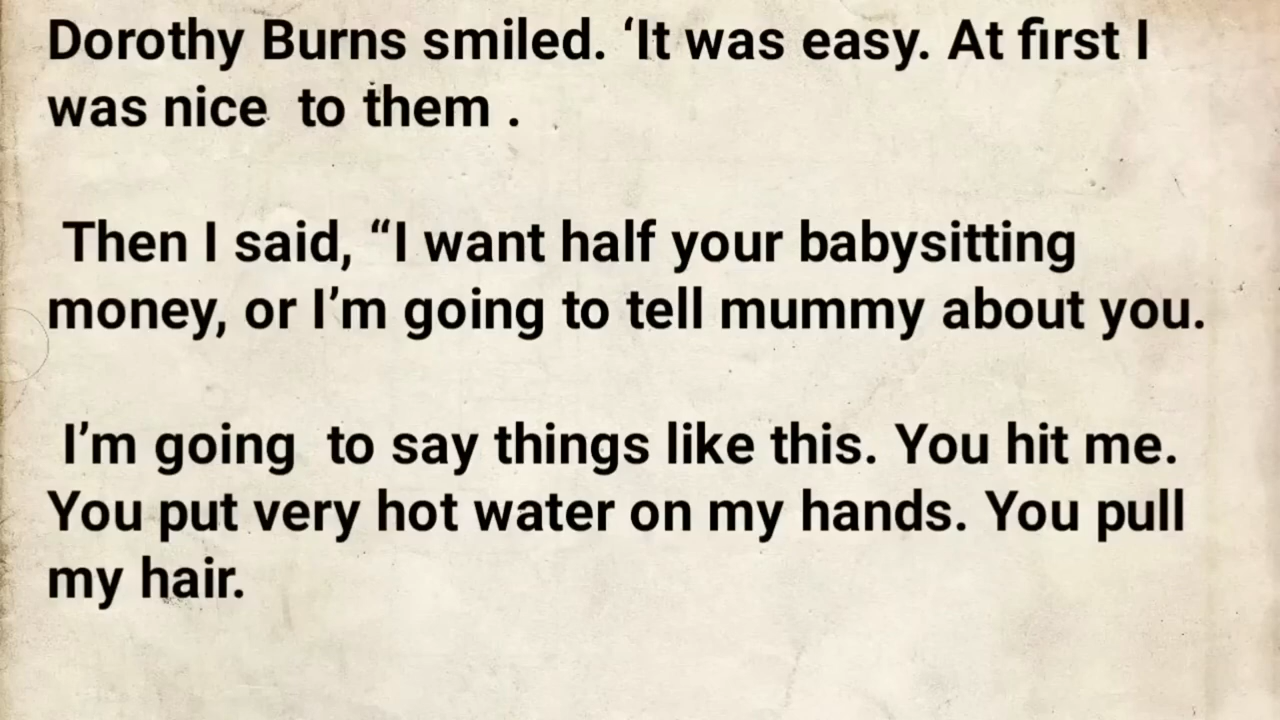 Dorothy Burns smiled. ‘It was easy. At first I
was nice  to them .
Then I said, “I want half your babysitting
money, or I’m going to tell mummy about you.
I’m going  to say things like this. You hit me.
You put very hot water on my hands. You pull
my hair.